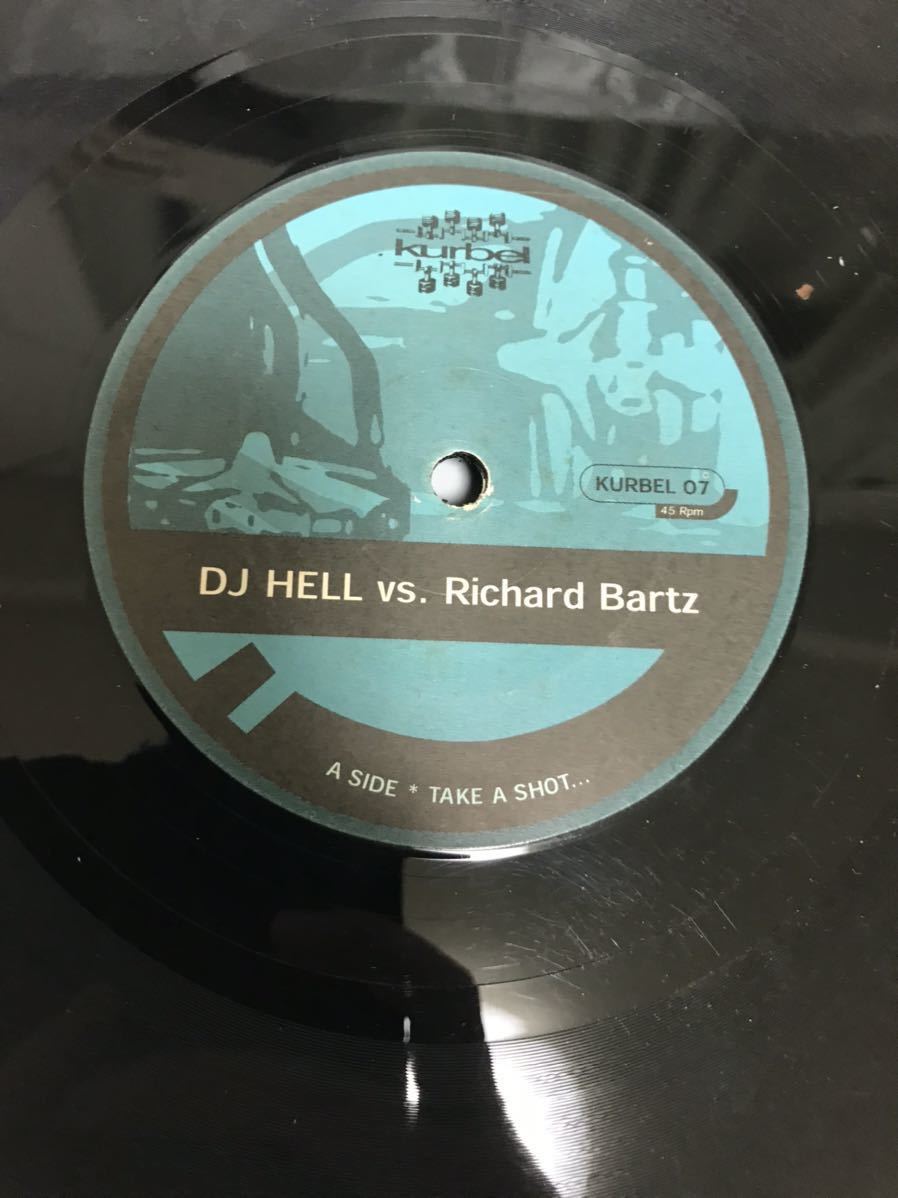 kurbel
KURBEL 07
45 Rpm
DJ HELL vs. Richard Bartz
A SIDE * TAKE A SHOT...